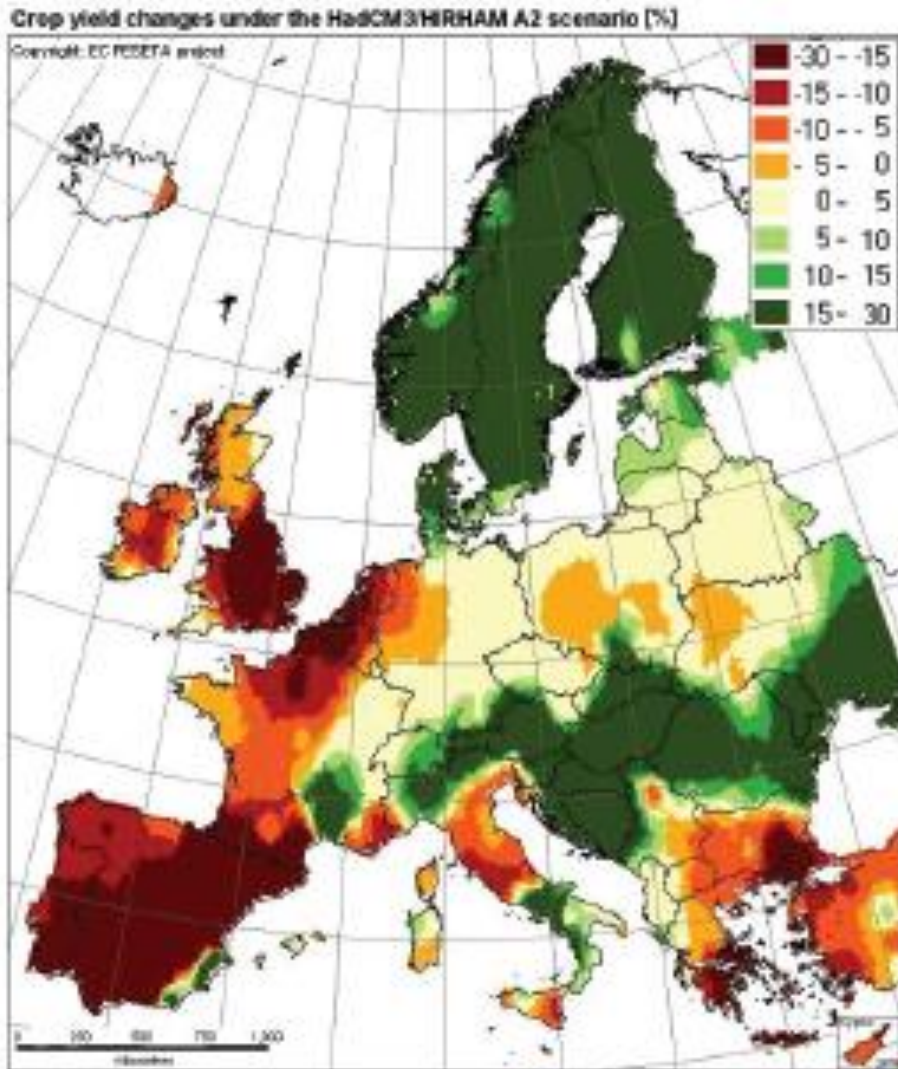 Crop yield changes under the HadCM3/HIRHAM A2 scenario [%]
Copyright: EC PESETA project
-30 - -15
-15 - -10
-10 - - 5
- 5 - 0
0 - 5
5 - 10
10 - 15
15 - 30
0 250 500 750 1,000